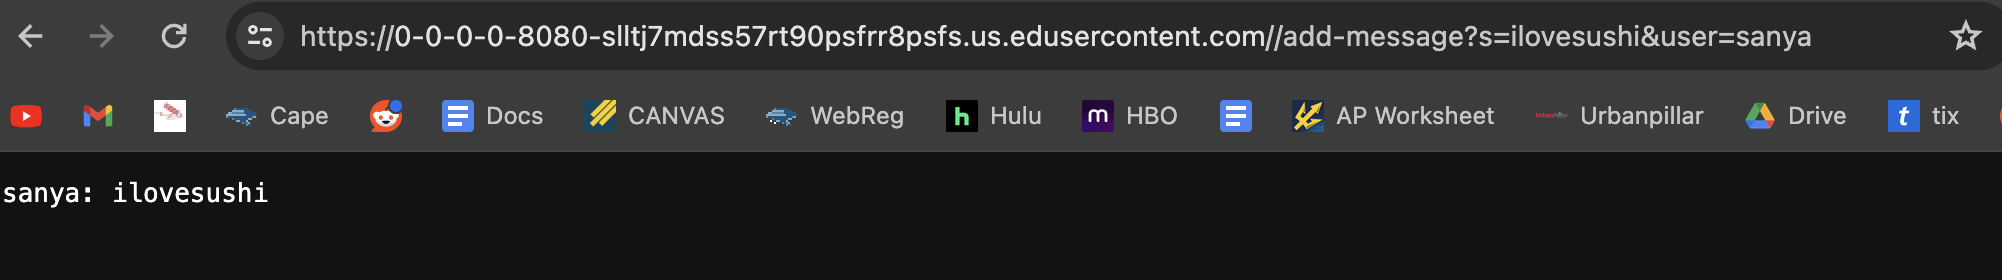 https://0-0-0-0-8080-slltj7mdss57rt90psfrr8psfs.us.edusercontent.com//add-message?s=ilovesushi&user=sanya
Cape Docs CANVAS WebReg h Hulu m HBO AP Worksheet Urbanpillar Drive t tix
sanya: ilovesushi